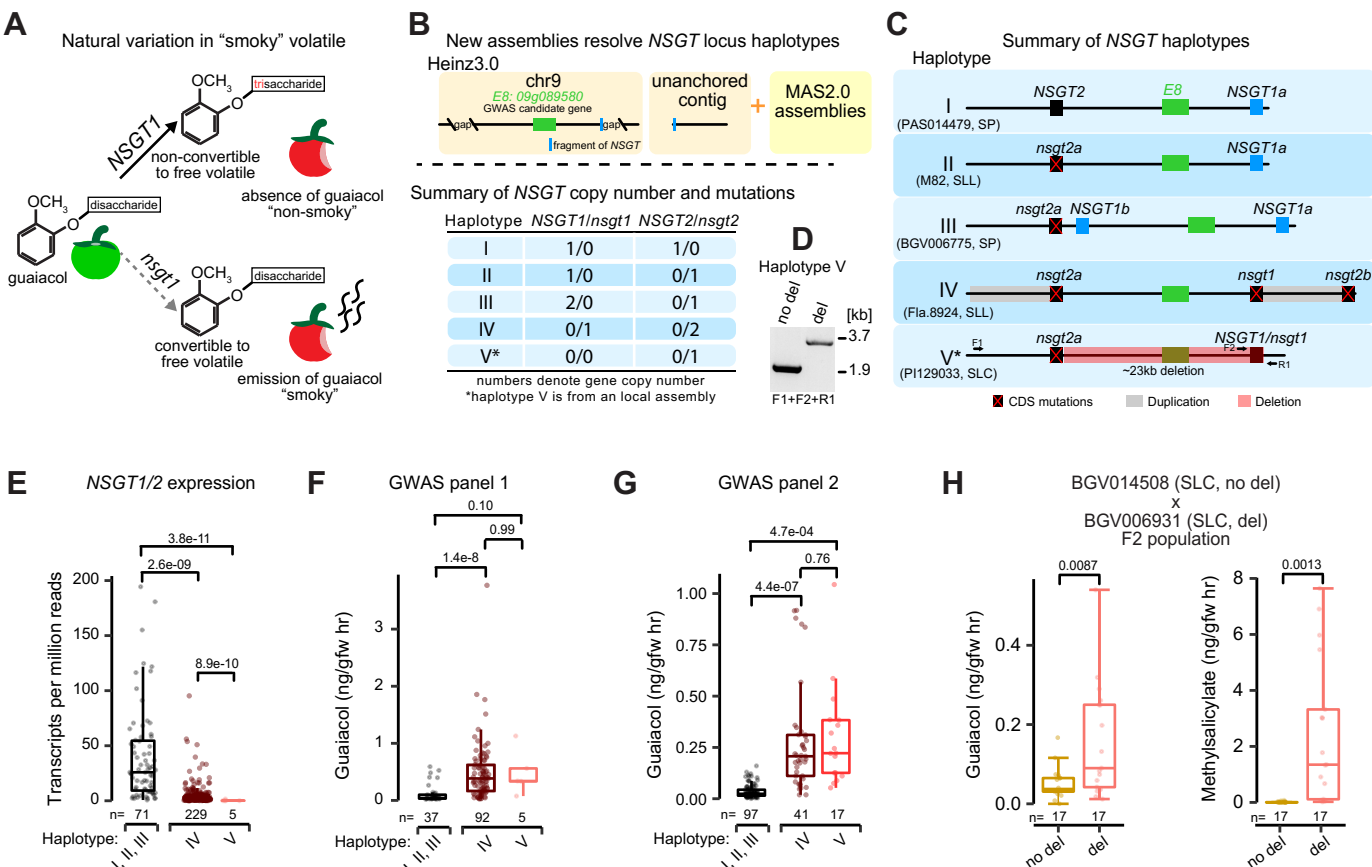 A
Natural variation in “smoky” volatile
OCH3
O
trisaccharide
NSGT1
non-convertible
to free volatile
absence of guaiacol
“non-smoky”
OCH3
O
disaccharide
guaiacol
nsgt1
OCH3
O
disaccharide
convertible to
free volatile
emission of guaiacol
“smoky”
B
New assemblies resolve NSGT locus haplotypes
Heinz3.0
chr9
E8: 09g089580
GWAS candidate gene
gap
gap
fragment of NSGT
unanchored
contig
+
MAS2.0
assemblies
Summary of NSGT copy number and mutations
Haplotype NSGT1/nsgt1 NSGT2/nsgt2
I 1/0 1/0
II 1/0 0/1
III 2/0 0/1
IV 0/1 0/2
V* 0/0 0/1
numbers denote gene copy number
*haplotype V is from an local assembly
D
Haplotype V
no del
del
[kb]
3.7
1.9
F1+F2+R1
C
Summary of NSGT haplotypes
Haplotype
I
(PAS014479, SP)
NSGT2
E8
NSGT1a
II
(M82, SLL)
nsgt2a
NSGT1a
III
(BGV006775, SP)
nsgt2a
NSGT1b
NSGT1a
IV
(Fla.8924, SLL)
nsgt2a
nsgt1
nsgt2b
V*
(PI129033, SLC)
F1
nsgt2a
NSGT1/nsgt1
F2
R1
~23kb deletion
CDS mutations
Duplication
Deletion
E
NSGT1/2 expression
3.8e-11
2.6e-09
8.9e-10
Transcripts per million reads
200
150
100
50
0
n= 71 229 5
Haplotype:
I, II, III
IV
V
F
GWAS panel 1
0.10
0.99
1.4e-8
Guaiacol (ng/gfw hr)
3
2
1
0
n= 37 92 5
Haplotype:
I, II, III
IV
V
G
GWAS panel 2
4.7e-04
0.76
4.4e-07
Guaiacol (ng/gfw hr)
1.00
0.75
0.50
0.25
0.00
n= 97 41 17
Haplotype:
I, II, III
IV
V
H
BGV014508 (SLC, no del)
x
BGV006931 (SLC, del)
F2 population
0.0087
Guaiacol (ng/gfw hr)
0.4
0.2
0.0
n= 17 17
no del
del
0.0013
Methylsalicylate (ng/gfw hr)
8
6
4
2
0
n= 17 17
no del
del